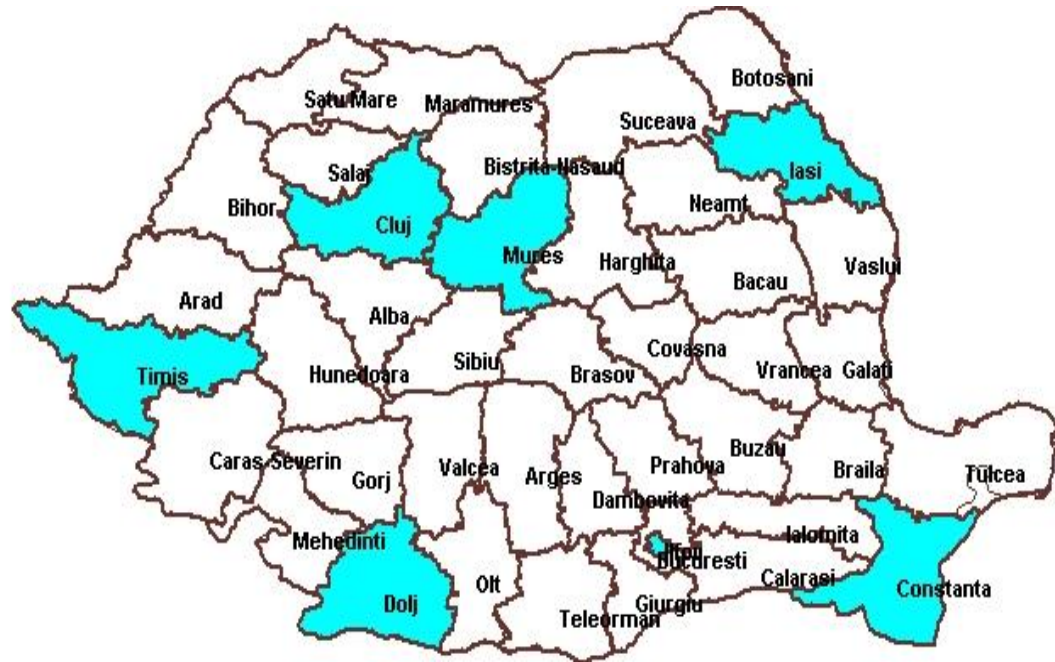 Botosani
Satu Mare
Maramures
Suceava
Salaj
Bistrita-Nasaud
Iasi
Bihor
Cluj
Neamt
Mures
Harghita
Bacau
Vaslui
Arad
Alba
Timis
Hunedoara
Sibiu
Brasov
Covasna
Vrancea
Galati
Caras-Severin
Gorj
Valcea
Arges
Dambovita
Prahova
Buzau
Braila
Tulcea
Mehedinti
Ilfov
Bucuresti
Ialomita
Calarasi
Constanta
Dolj
Olt
Teleorman
Giurgiu